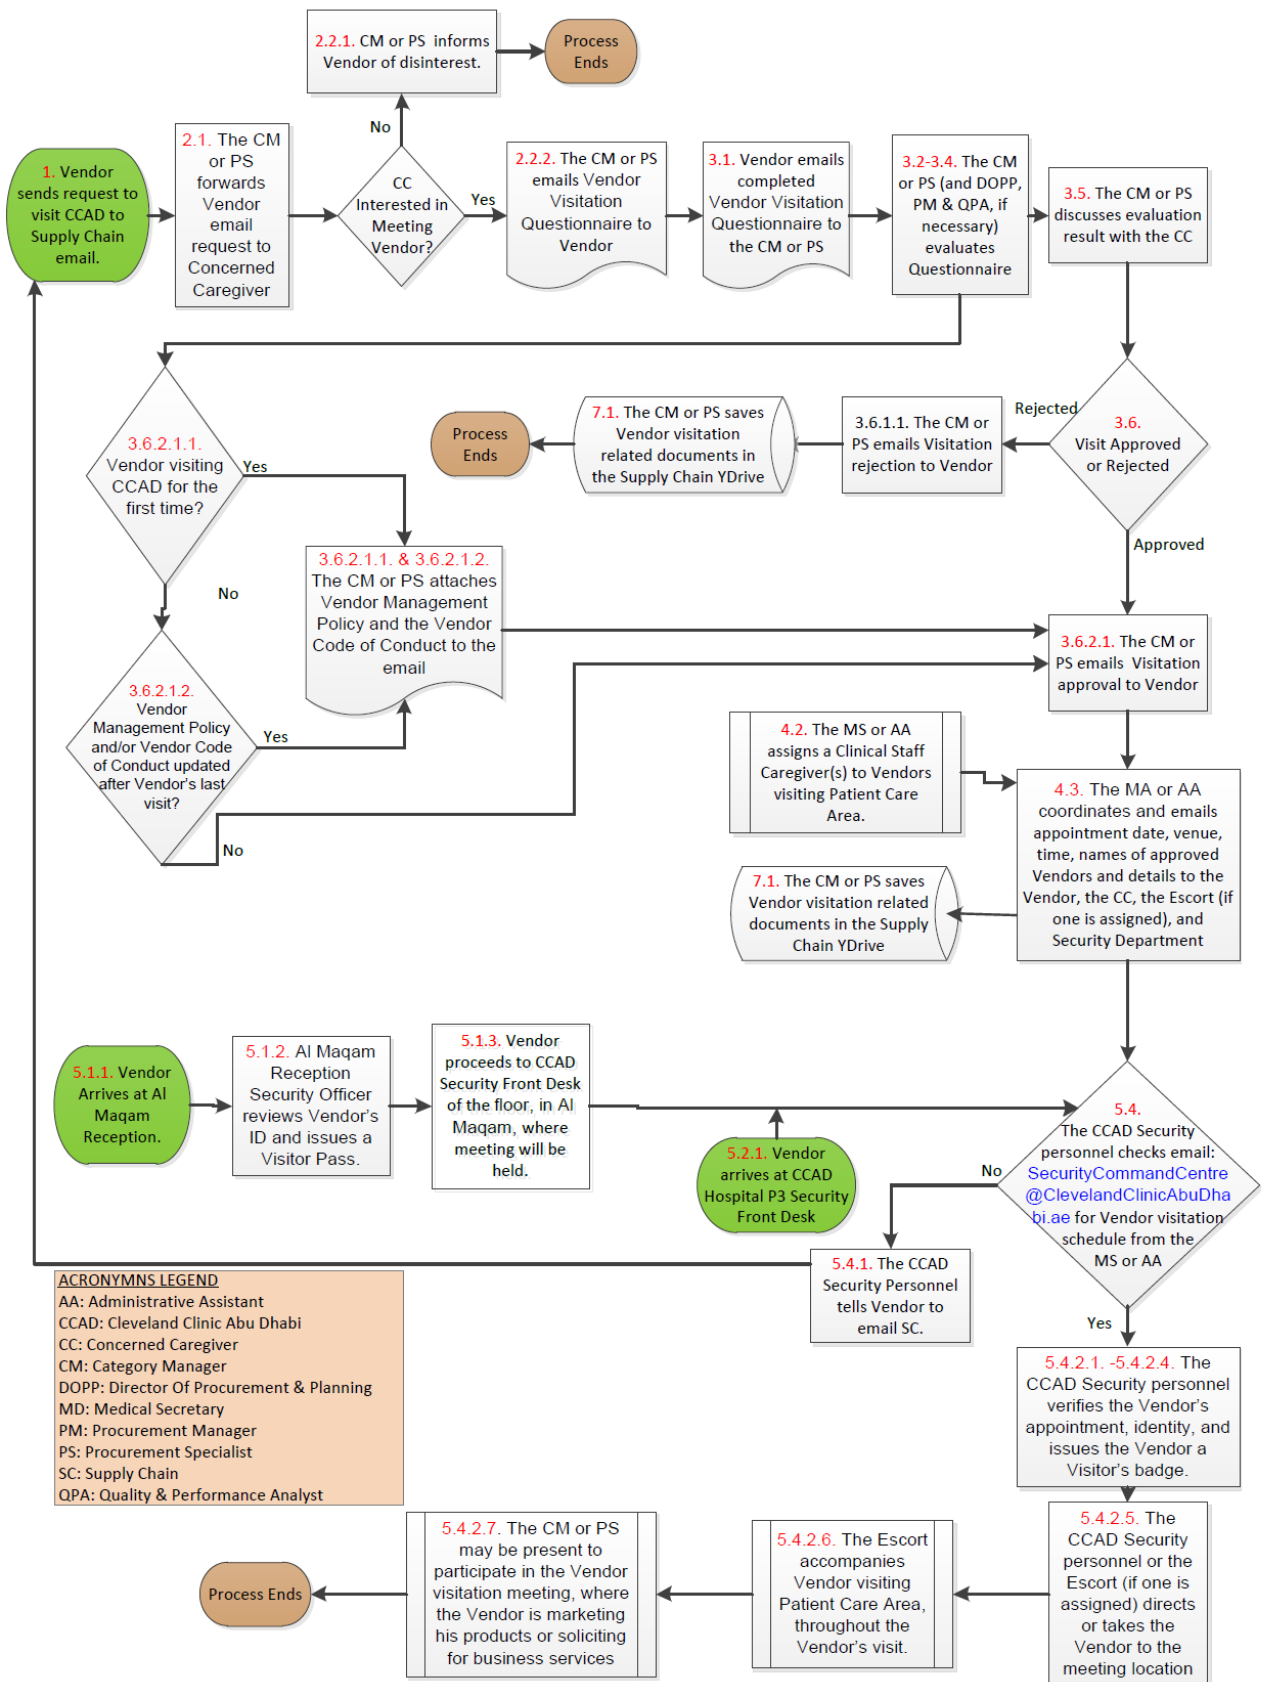 2.2.1. CM or PS informs
Vendor of disinterest.
Process
Ends
No
1. Vendor
sends request to
visit CCAD to
Supply Chain
email.
2.1. The CM
or PS
forwards
Vendor
email
request to
Concerned
Caregiver
CC
Interested in
Meeting
Vendor?
Yes
2.2.2. The CM or PS
emails Vendor
Visitation
Questionnaire to
Vendor
3.1. Vendor emails
completed
Vendor Visitation
Questionnaire to
the CM or PS
3.2-3.4. The CM
or PS (and DOPP,
PM & QPA, if
necessary)
evaluates
Questionnaire
3.5. The CM or PS
discusses evaluation
result with the CC
3.6.2.1.1.
Vendor visiting
CCAD for the
first time?
Yes
No
Process
Ends
7.1. The CM or PS saves
Vendor visitation
related documents in
the Supply Chain YDrive
3.6.1.1. The CM or
PS emails Visitation
rejection to Vendor
Rejected
3.6.
Visit Approved
or Rejected
Approved
3.6.2.1.1. & 3.6.2.1.2.
The CM or PS attaches
Vendor Management
Policy and the Vendor
Code of Conduct to the
email
3.6.2.1. The CM or
PS emails Visitation
approval to Vendor
3.6.2.1.2.
Vendor
Management Policy
and/or Vendor Code
of Conduct updated
after Vendor's last
visit?
Yes
No
4.2. The MS or AA
assigns a Clinical Staff
Caregiver(s) to Vendors
visiting Patient Care
Area.
4.3. The MA or AA
coordinates and emails
appointment date, venue,
time, names of approved
Vendors and details to the
Vendor, the CC, the Escort (if
one is assigned), and
Security Department
7.1. The CM or PS saves
Vendor visitation related
documents in the Supply
Chain YDrive
5.1.1. Vendor
Arrives at Al
Maqam
Reception.
5.1.2. Al Maqam
Reception
Security Officer
reviews Vendor's
ID and issues a
Visitor Pass.
5.1.3. Vendor
proceeds to CCAD
Security Front Desk
of the floor, in Al
Maqam, where
meeting will be
held.
5.2.1. Vendor
arrives at CCAD
Hospital P3 Security
Front Desk
5.4.
The CCAD Security
personnel checks email:
SecurityCommandCentre
@ClevelandClinicAbuDha
bi.ae for Vendor visitation
schedule from the
MS or AA
No
Yes
5.4.1. The CCAD
Security Personnel
tells Vendor to
email SC.
ACRONYMNS LEGEND
AA: Administrative Assistant
CCAD: Cleveland Clinic Abu Dhabi
CC: Concerned Caregiver
CM: Category Manager
DOPP: Director Of Procurement & Planning
MD: Medical Secretary
PM: Procurement Manager
PS: Procurement Specialist
SC: Supply Chain
QPA: Quality & Performance Analyst
5.4.2.1. -5.4.2.4. The
CCAD Security personnel
verifies the Vendor's
appointment, identity, and
issues the Vendor a
Visitor's badge.
5.4.2.5. The
CCAD Security
personnel or the
Escort (if one is
assigned) directs
or takes the
Vendor to the
meeting location
5.4.2.6. The Escort
accompanies
Vendor visiting
Patient Care Area,
throughout the
Vendor's visit.
5.4.2.7. The CM or PS
may be present to
participate in the Vendor
visitation meeting, where
the Vendor is marketing
his products or soliciting
for business services
Process Ends